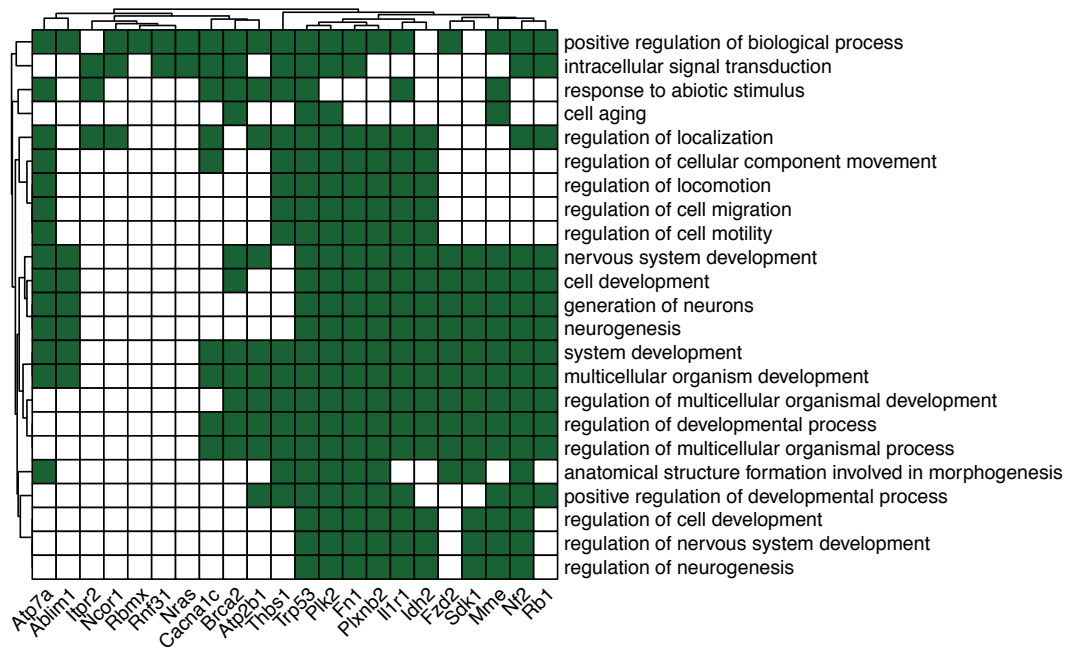 positive regulation of biological process
intracellular signal transduction
response to abiotic stimulus
cell aging
regulation of localization
regulation of cellular component movement
regulation of locomotion
regulation of cell migration
regulation of cell motility
nervous system development
cell development
generation of neurons
neurogenesis
system development
multicellular organism development
regulation of multicellular organismal development
regulation of developmental process
regulation of multicellular organismal process
anatomical structure formation involved in morphogenesis
positive regulation of developmental process
regulation of cell development
regulation of nervous system development
regulation of neurogenesis
Atp7a
Ablim1
Itpr2
Ncor1
Rbmx
Rnf31
Nras
Cacna1c
Brca2
Atp2b1
Thbs1
Trp53
Plk2
Fn1
Plxnb2
Il1r1
Idh2
Fzd2
Sdk1
Mme
Nf2
Rb1